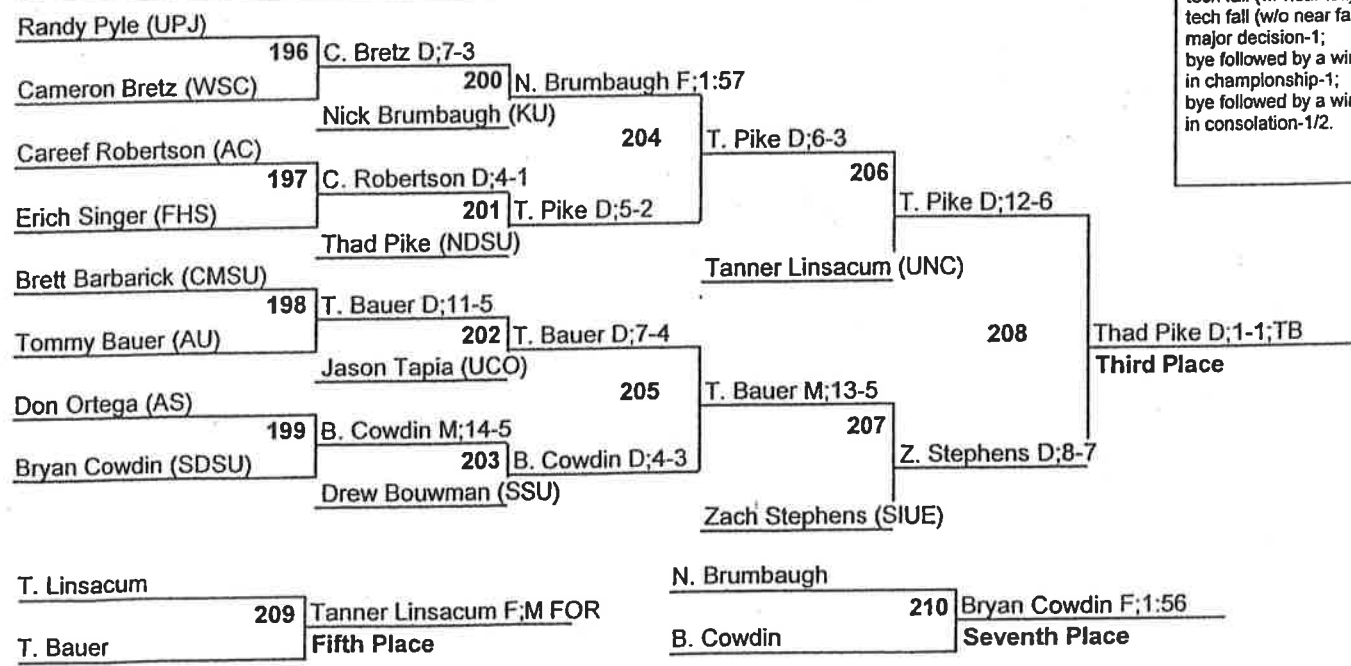 Randy Pyle (UPJ)
196 C. Bretz D;7-3
Cameron Bretz (WSC)
200 N. Brumbaugh F;1:57
Nick Brumbaugh (KU)
Careef Robertson (AC)
204 T. Pike D;6-3
197 C. Robertson D;4-1
206
Erich Singer (FHS)
201 T. Pike D;5-2
T. Pike D;12-6
Thad Pike (NDSU)
Tanner Linsacum (UNC)
Brett Barbarick (CMSU)
198 T. Bauer D;11-5
Tommy Bauer (AU)
202 T. Bauer D;7-4
208 Thad Pike D;1-1;TB
Third Place
Jason Tapia (UCO)
Don Ortega (AS)
205 T. Bauer M;13-5
199 B. Cowdin M;14-5
207
Bryan Cowdin (SDSU)
203 B. Cowdin D;4-3
Z. Stephens D;8-7
Drew Bouwman (SSU)
Zach Stephens (SIUE)
T. Linsacum
209 Tanner Linsacum F;M FOR
T. Bauer
Fifth Place
N. Brumbaugh
210 Bryan Cowdin F;1:56
B. Cowdin
Seventh Place
tech fall (w/o near fa
major decision-1;
bye followed by a wi
in championship-1;
bye followed by a wi
in consolation-1/2.